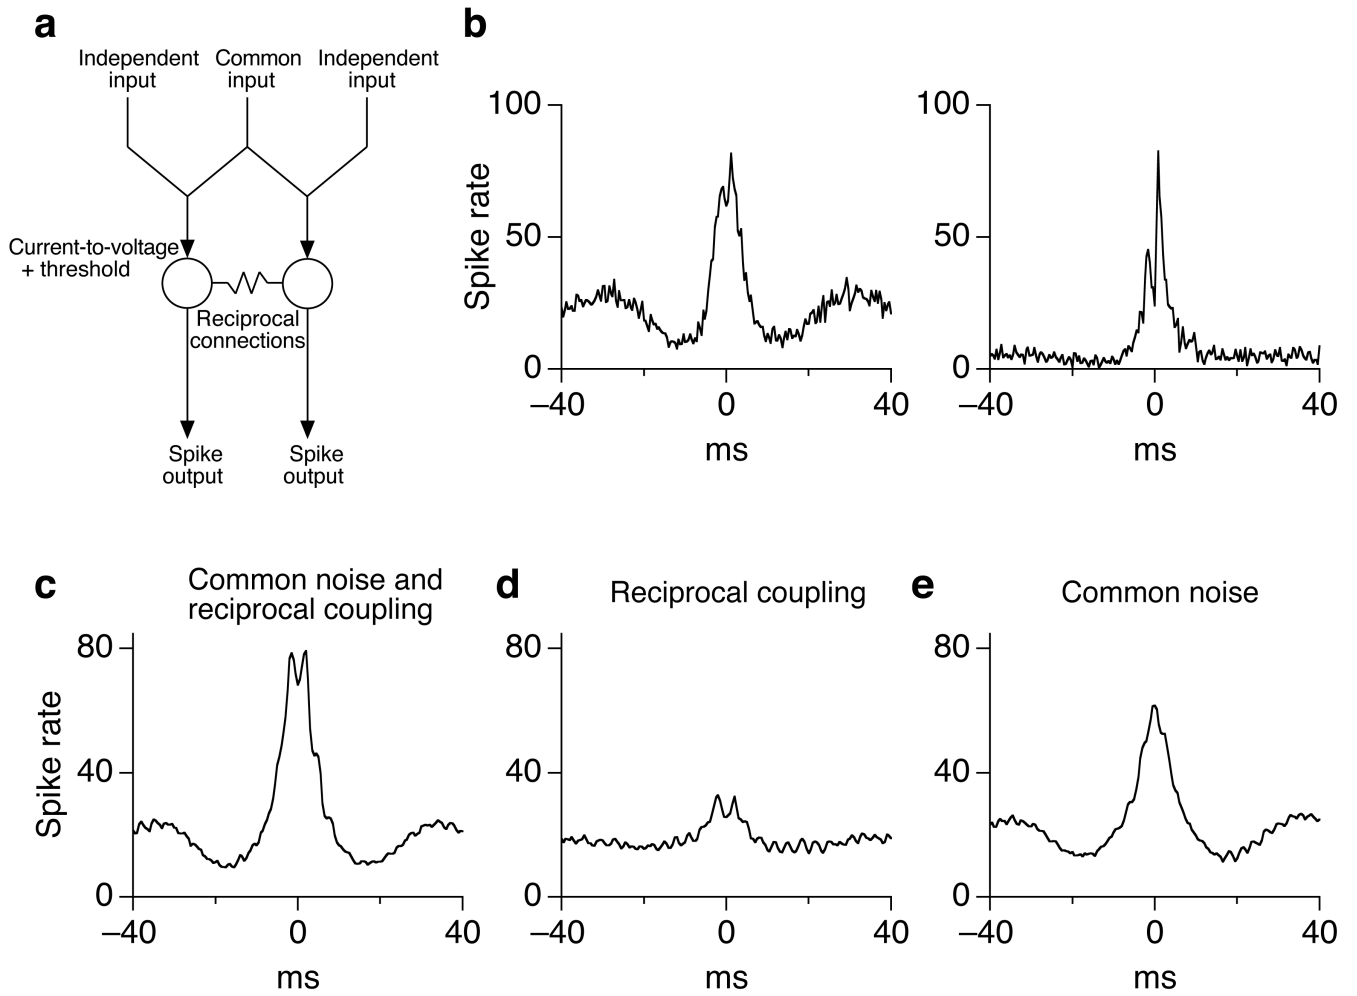 a
Independent input
Common input
Independent input
Current-to-voltage
+ threshold
Reciprocal
connections
Spike output
Spike output
b
Spike rate
100
50
0
–40
0
40
ms
100
50
0
–40
0
40
ms
c
Common noise and
reciprocal coupling
Spike rate
80
40
0
–40
0
40
ms
d
Reciprocal coupling
80
40
0
–40
0
40
ms
e
Common noise
80
40
0
–40
0
40
ms